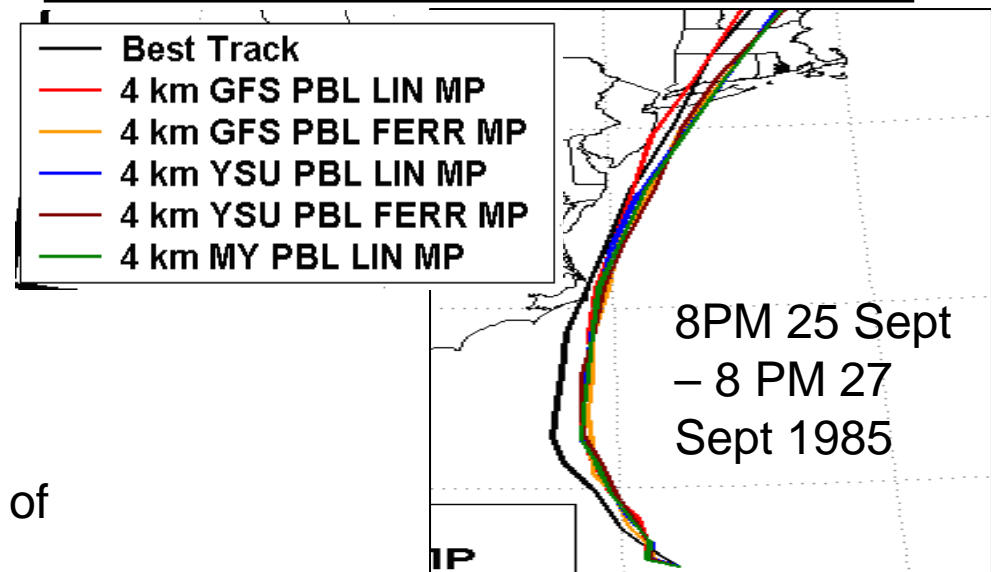 Best Track
4 km GFS PBL LIN MP
4 km GFS PBL FERR MP
4 km YSU PBL LIN MP
4 km YSU PBL FERR MP
4 km MY PBL LIN MP
8PM 25 Sept
– 8 PM 27
Sept 1985
of